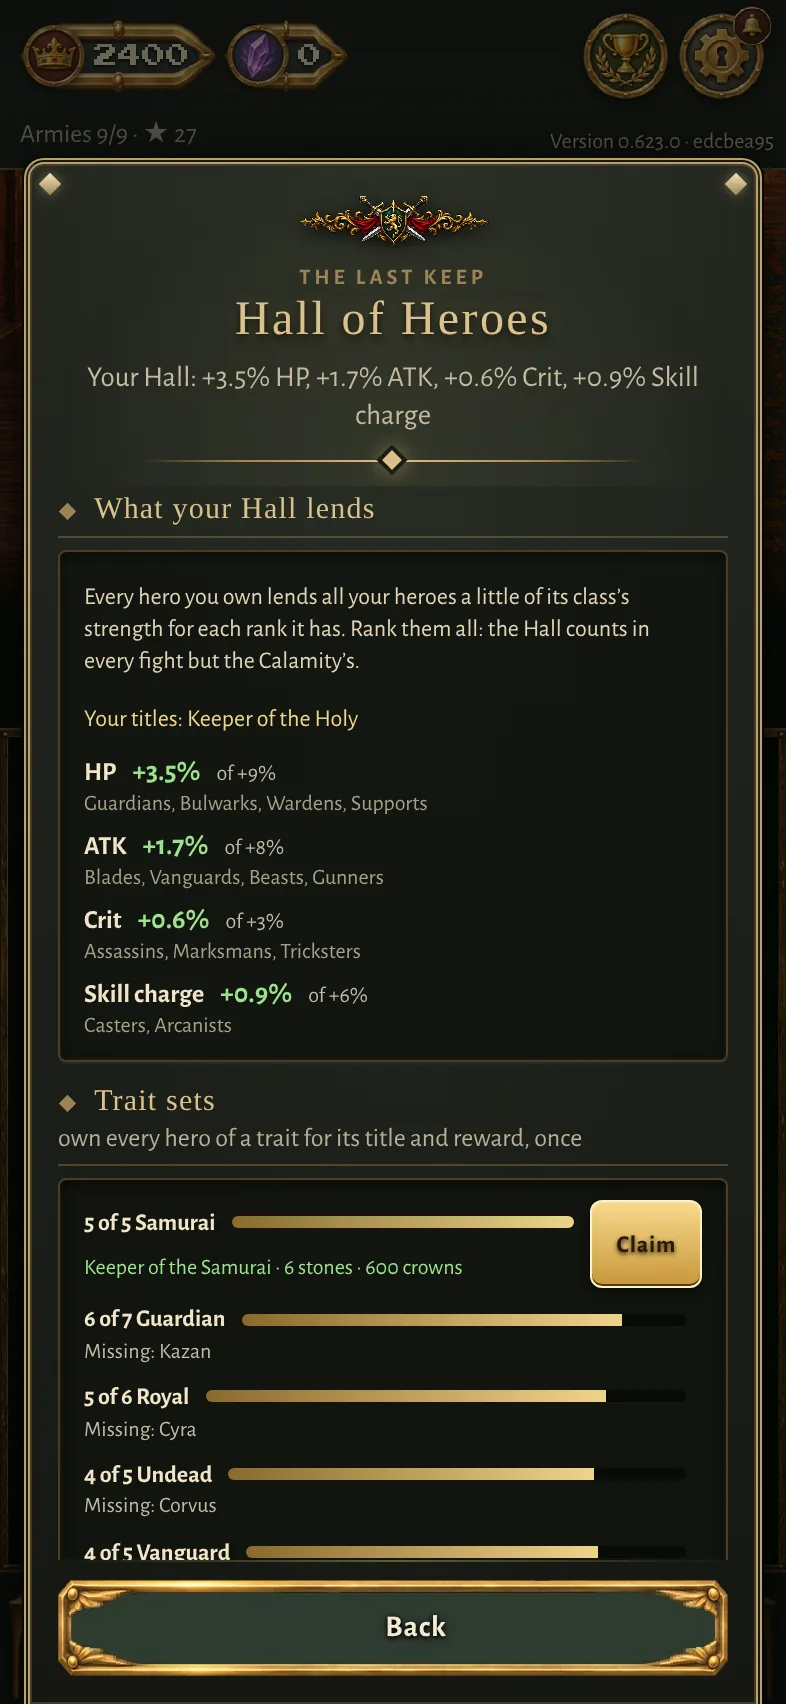 2400
0
Armies 9/9 · ★ 27
Version 0.623.0 · edcbea95
THE LAST KEEP
Hall of Heroes
Your Hall: +3.5% HP, +1.7% ATK, +0.6% Crit, +0.9% Skill
charge
What your Hall lends
Every hero you own lends all your heroes a little of its class’s
strength for each rank it has. Rank them all: the Hall counts in
every fight but the Calamity’s.
Your titles: Keeper of the Holy
HP +3.5% of +9%
Guardians, Bulwarks, Wardens, Supports
ATK +1.7% of +8%
Blades, Vanguards, Beasts, Gunners
Crit +0.6% of +3%
Assassins, Marksmans, Tricksters
Skill charge +0.9% of +6%
Casters, Arcanists
Trait sets
own every hero of a trait for its title and reward, once
5 of 5 Samurai
Claim
Keeper of the Samurai · 6 stones · 600 crowns
6 of 7 Guardian
Missing: Kazan
5 of 6 Royal
Missing: Cyra
4 of 5 Undead
Missing: Corvus
4 of 5 Vanguard
Back